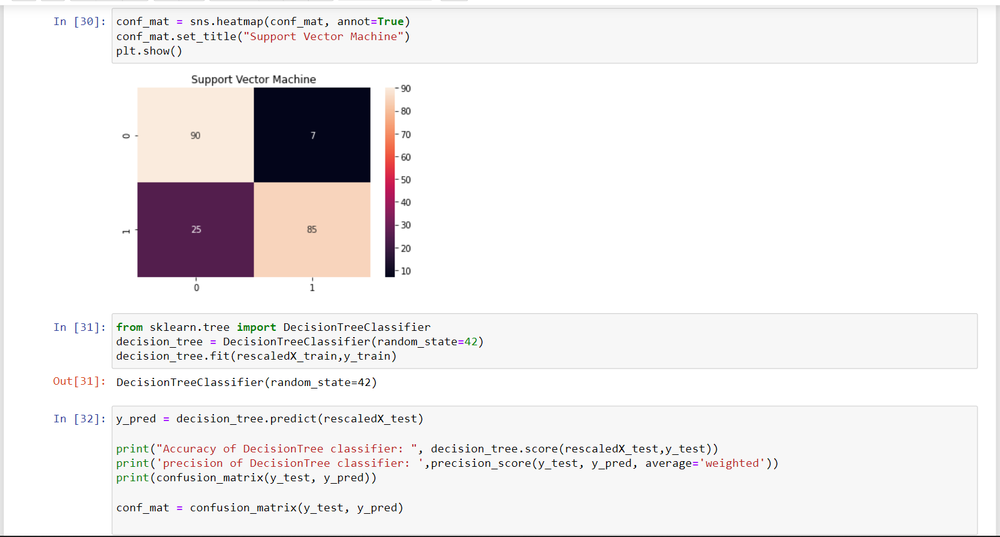 In [30]: conf_mat = sns.heatmap(conf_mat, annot=True)
conf_mat.set_title("Support Vector Machine")
plt.show()
Support Vector Machine
90
80
70
60
50
40
30
20
10
0
90
7
1
25
85
0
1
In [31]: from sklearn.tree import DecisionTreeClassifier
decision_tree = DecisionTreeClassifier(random_state=42)
decision_tree.fit(rescaledX_train,y_train)
Out[31]: DecisionTreeClassifier(random_state=42)
In [32]: y_pred = decision_tree.predict(rescaledX_test)
print("Accuracy of DecisionTree classifier: ", decision_tree.score(rescaledX_test,y_test))
print('precision of DecisionTree classifier: ',precision_score(y_test, y_pred, average='weighted'))
print(confusion_matrix(y_test, y_pred))
conf_mat = confusion_matrix(y_test, y_pred)